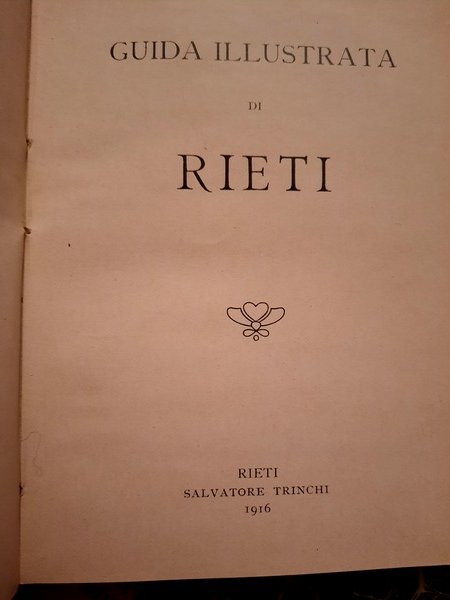 GUIDA ILLUSTRATA
DI
RIETI
RIETI
SALVATORE TRINCHI
1916